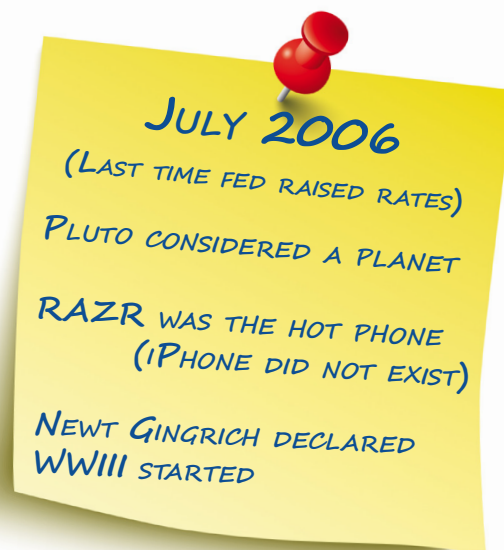 July 2006
(Last time fed raised rates)
Pluto considered a planet
RAZR was the hot phone
(iPhone did not exist)
Newt Gingrich declared
WWIII started